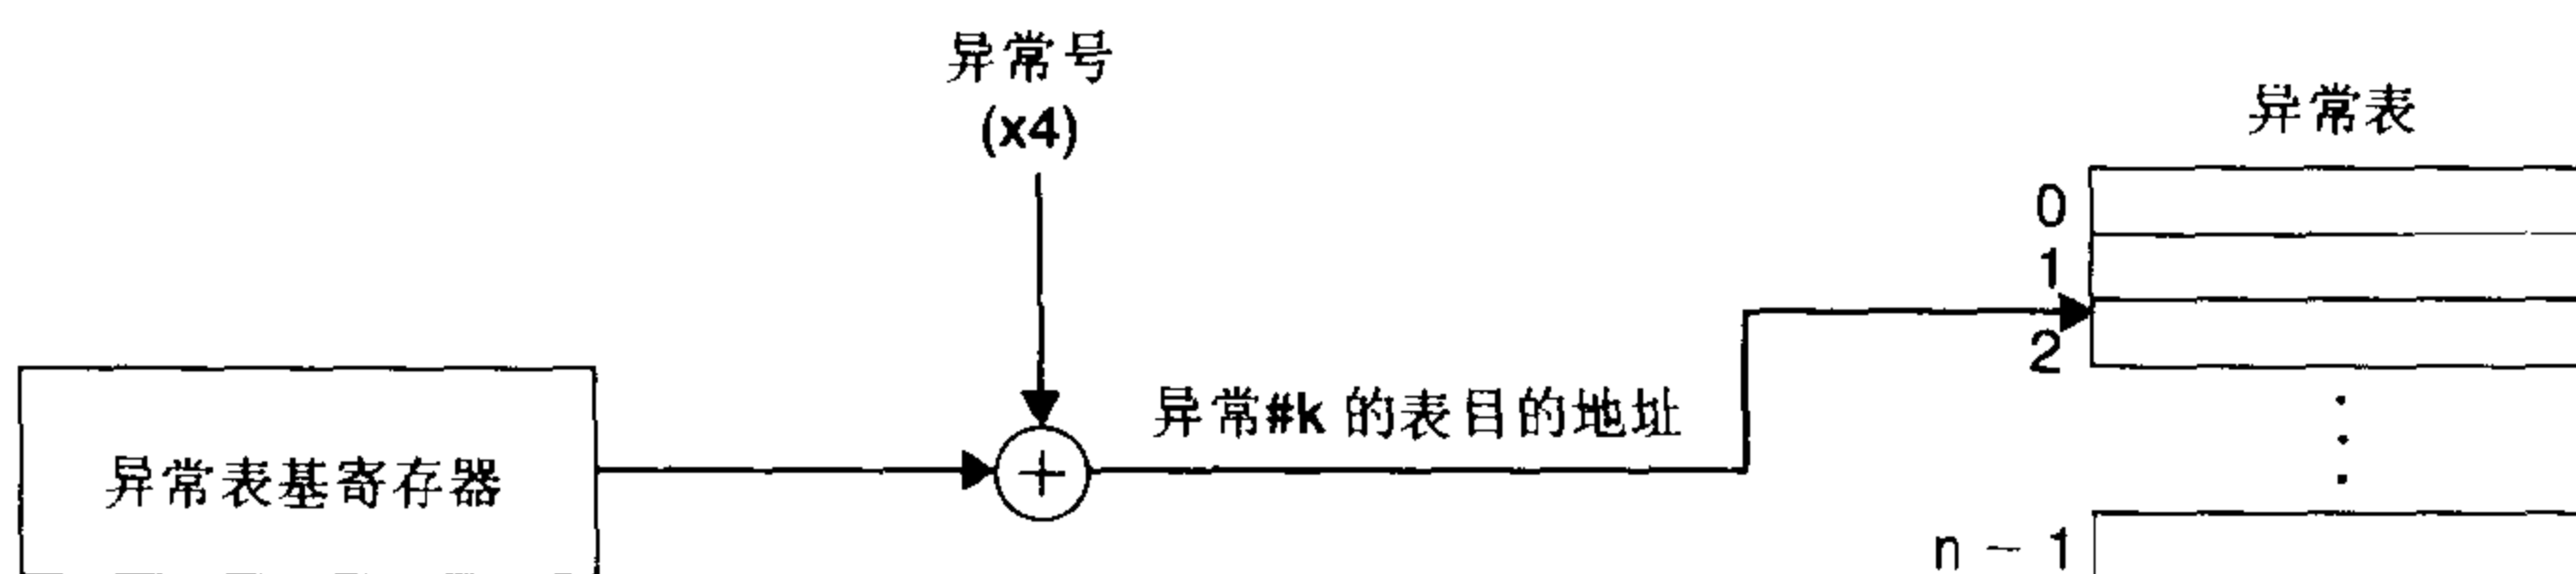 异常号
(x4)
异常表
0
1
2
异常#k 的表目的地址
异常表基寄存器
n − 1